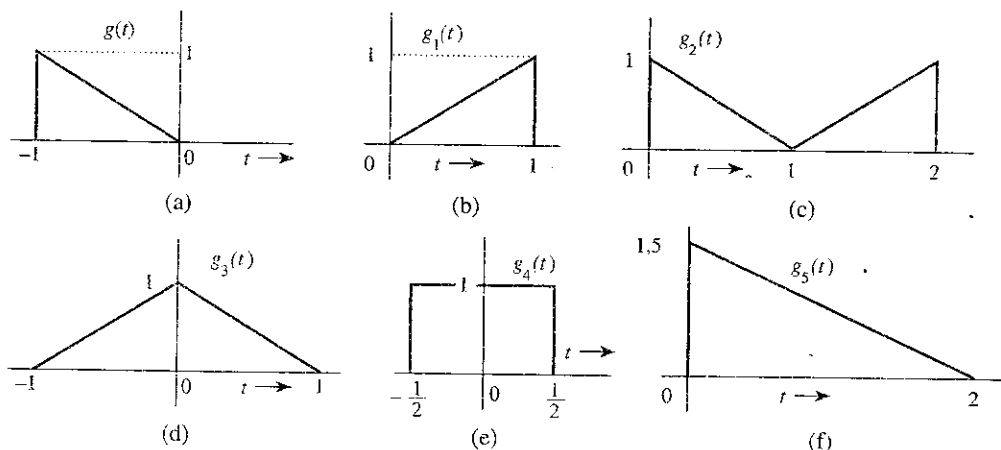 g(t)
1
−1
0
t →
(a)
g₁(t)
1
0
t →
1
(b)
g₂(t)
1
0
t →
1
2
(c)
g₃(t)
1
−1
0
t →
1
(d)
g₄(t)
1
t →
−1/2
0
1/2
(e)
1,5
g₅(t)
0
t →
2
(f)